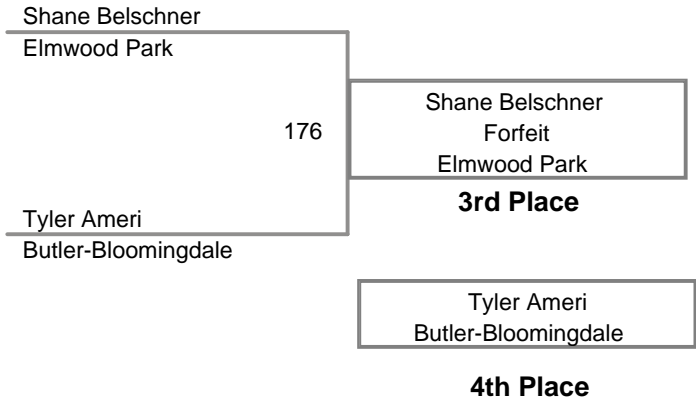 Shane Belschner
Elmwood Park
176
Shane Belschner
Forfeit
Elmwood Park
3rd Place
Tyler Ameri
Butler-Bloomingdale
Tyler Ameri
Butler-Bloomingdale
4th Place